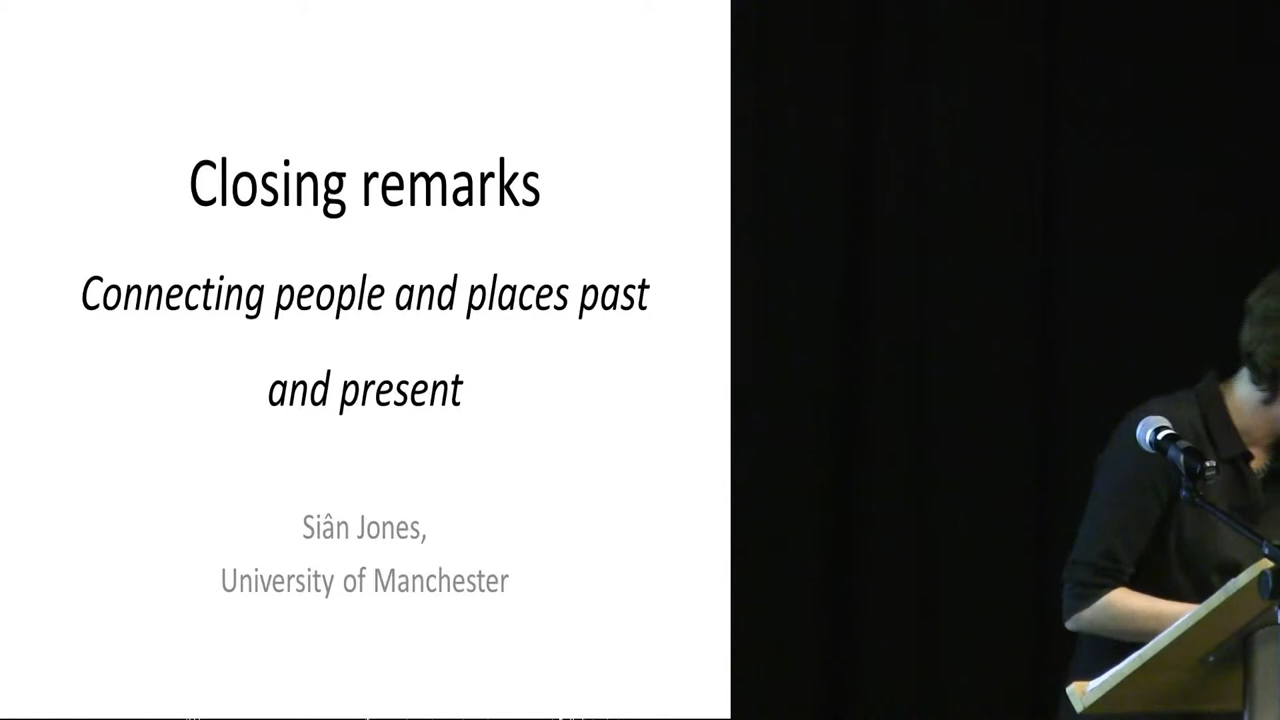 Closing remarks
Connecting people and places past
and present
Siân Jones,
University of Manchester